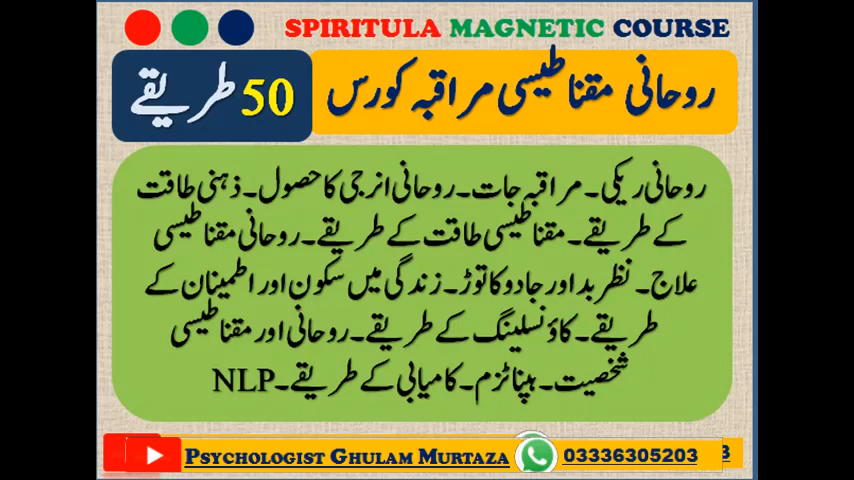 SPIRITULA MAGNETIC COURSE
روحانی مقناطیسی مراقبہ کورس
50 طریقے
روحانی ریکی۔ مراقبہ جات۔ روحانی انرجی کا حصول۔ ذہنی طاقت
کے طریقے۔ مقناطیسی طاقت کے طریقے۔ روحانی مقناطیسی
علاج۔ نظر بد اور جادو کا توڑ۔ زندگی میں سکون اور اطمینان کے
طریقے۔ کاؤنسلینگ کے طریقے۔ روحانی اور مقناطیسی
شخصیت۔ ہپناٹزم۔ کامیابی کے طریقے۔ NLP
PSYCHOLOGIST GHULAM MURTAZA 03336305203 3